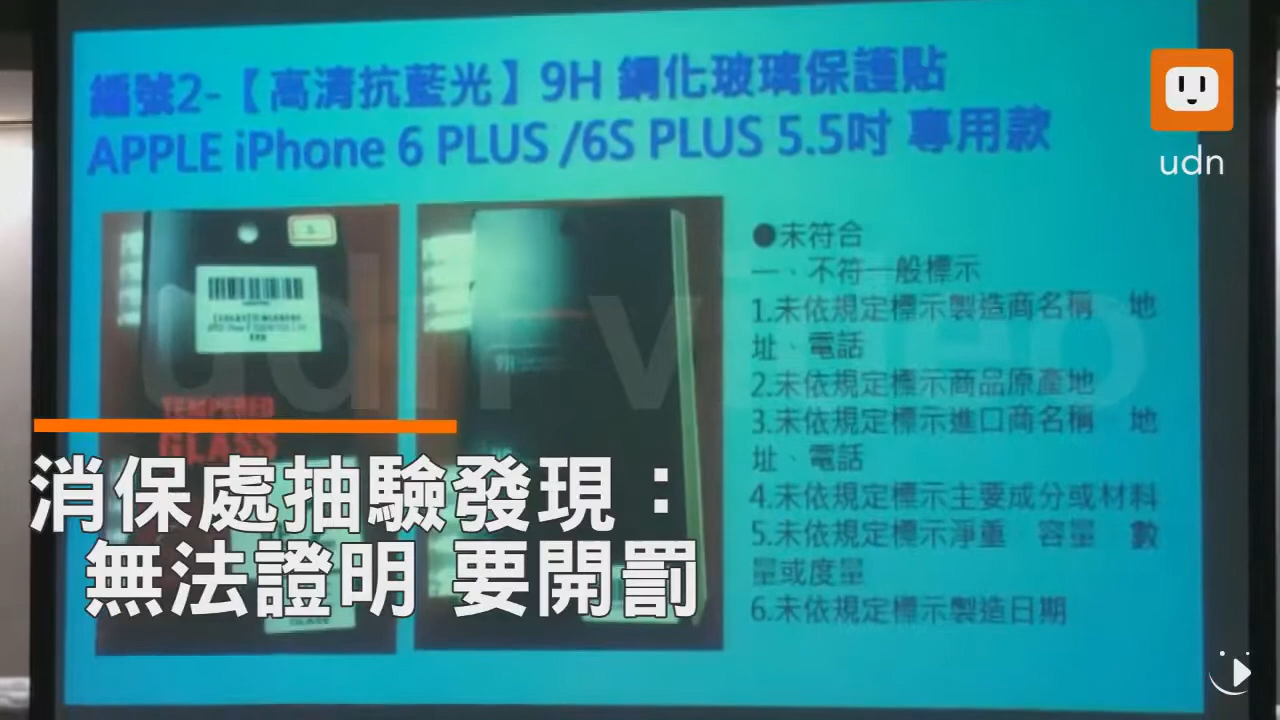 編號2-【高清抗藍光】9H 鋼化玻璃保護貼
APPLE iPhone 6 PLUS /6S PLUS 5.5吋 專用款
udn
●未符合
一、不符一般標示
1.未依規定標示製造商名稱 地
址、電話
2.未依規定標示商品原產地
3.未依規定標示進口商名稱 地
址、電話
4.未依規定標示主要成分或材料
5.未依規定標示淨重 容量 數
量或度量
6.未依規定標示製造日期
TEMPERED
GLASS
9H
udn video
消保處抽驗發現：
無法證明 要開罰